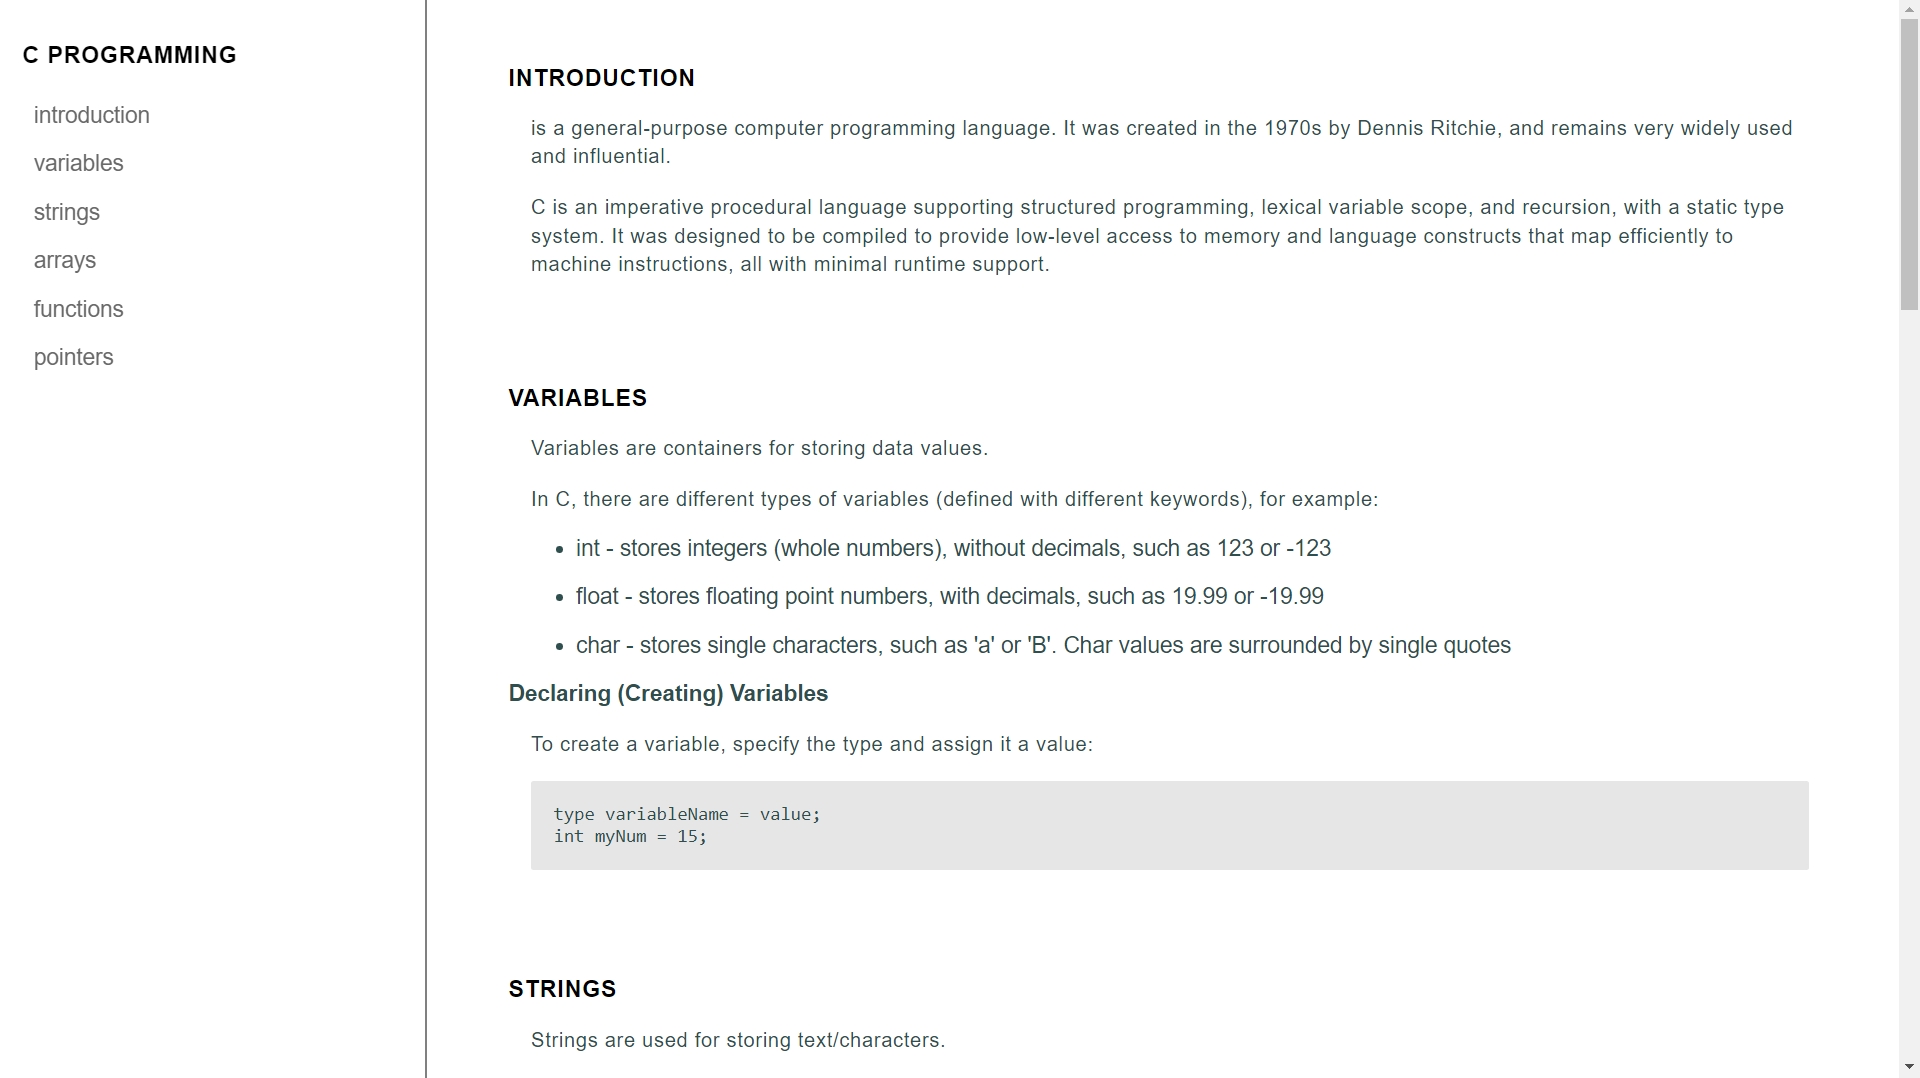 C PROGRAMMING
introduction
variables
strings
arrays
functions
pointers
INTRODUCTION
is a general-purpose computer programming language. It was created in the 1970s by Dennis Ritchie, and remains very widely used
and influential.
C is an imperative procedural language supporting structured programming, lexical variable scope, and recursion, with a static type
system. It was designed to be compiled to provide low-level access to memory and language constructs that map efficiently to
machine instructions, all with minimal runtime support.
VARIABLES
Variables are containers for storing data values.
In C, there are different types of variables (defined with different keywords), for example:
• int - stores integers (whole numbers), without decimals, such as 123 or -123
• float - stores floating point numbers, with decimals, such as 19.99 or -19.99
• char - stores single characters, such as 'a' or 'B'. Char values are surrounded by single quotes
Declaring (Creating) Variables
To create a variable, specify the type and assign it a value:
type variableName = value;
int myNum = 15;
STRINGS
Strings are used for storing text/characters.